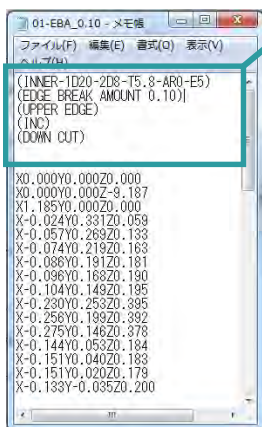 01-EBA_0.10 - メモ帳
ファイル(F) 編集(E) 書式(O) 表示(V)
ヘルプ(H)
(INNER-1D20-2D8-T5.8-AR0-E5)
(EDGE BREAK AMOUNT 0.10)
(UPPER EDGE)
(INC)
(DOWN CUT)
X0.000Y0.000Z0.000
X0.000Y0.000Z-9.187
X1.185Y0.000Z0.000
X-0.024Y0.331Z0.059
X-0.057Y0.269Z0.133
X-0.074Y0.219Z0.163
X-0.086Y0.191Z0.181
X-0.096Y0.168Z0.190
X-0.104Y0.149Z0.195
X-0.230Y0.253Z0.395
X-0.256Y0.199Z0.392
X-0.275Y0.146Z0.378
X-0.144Y0.053Z0.184
X-0.151Y0.040Z0.183
X-0.151Y0.020Z0.179
X-0.133Y-0.035Z0.200